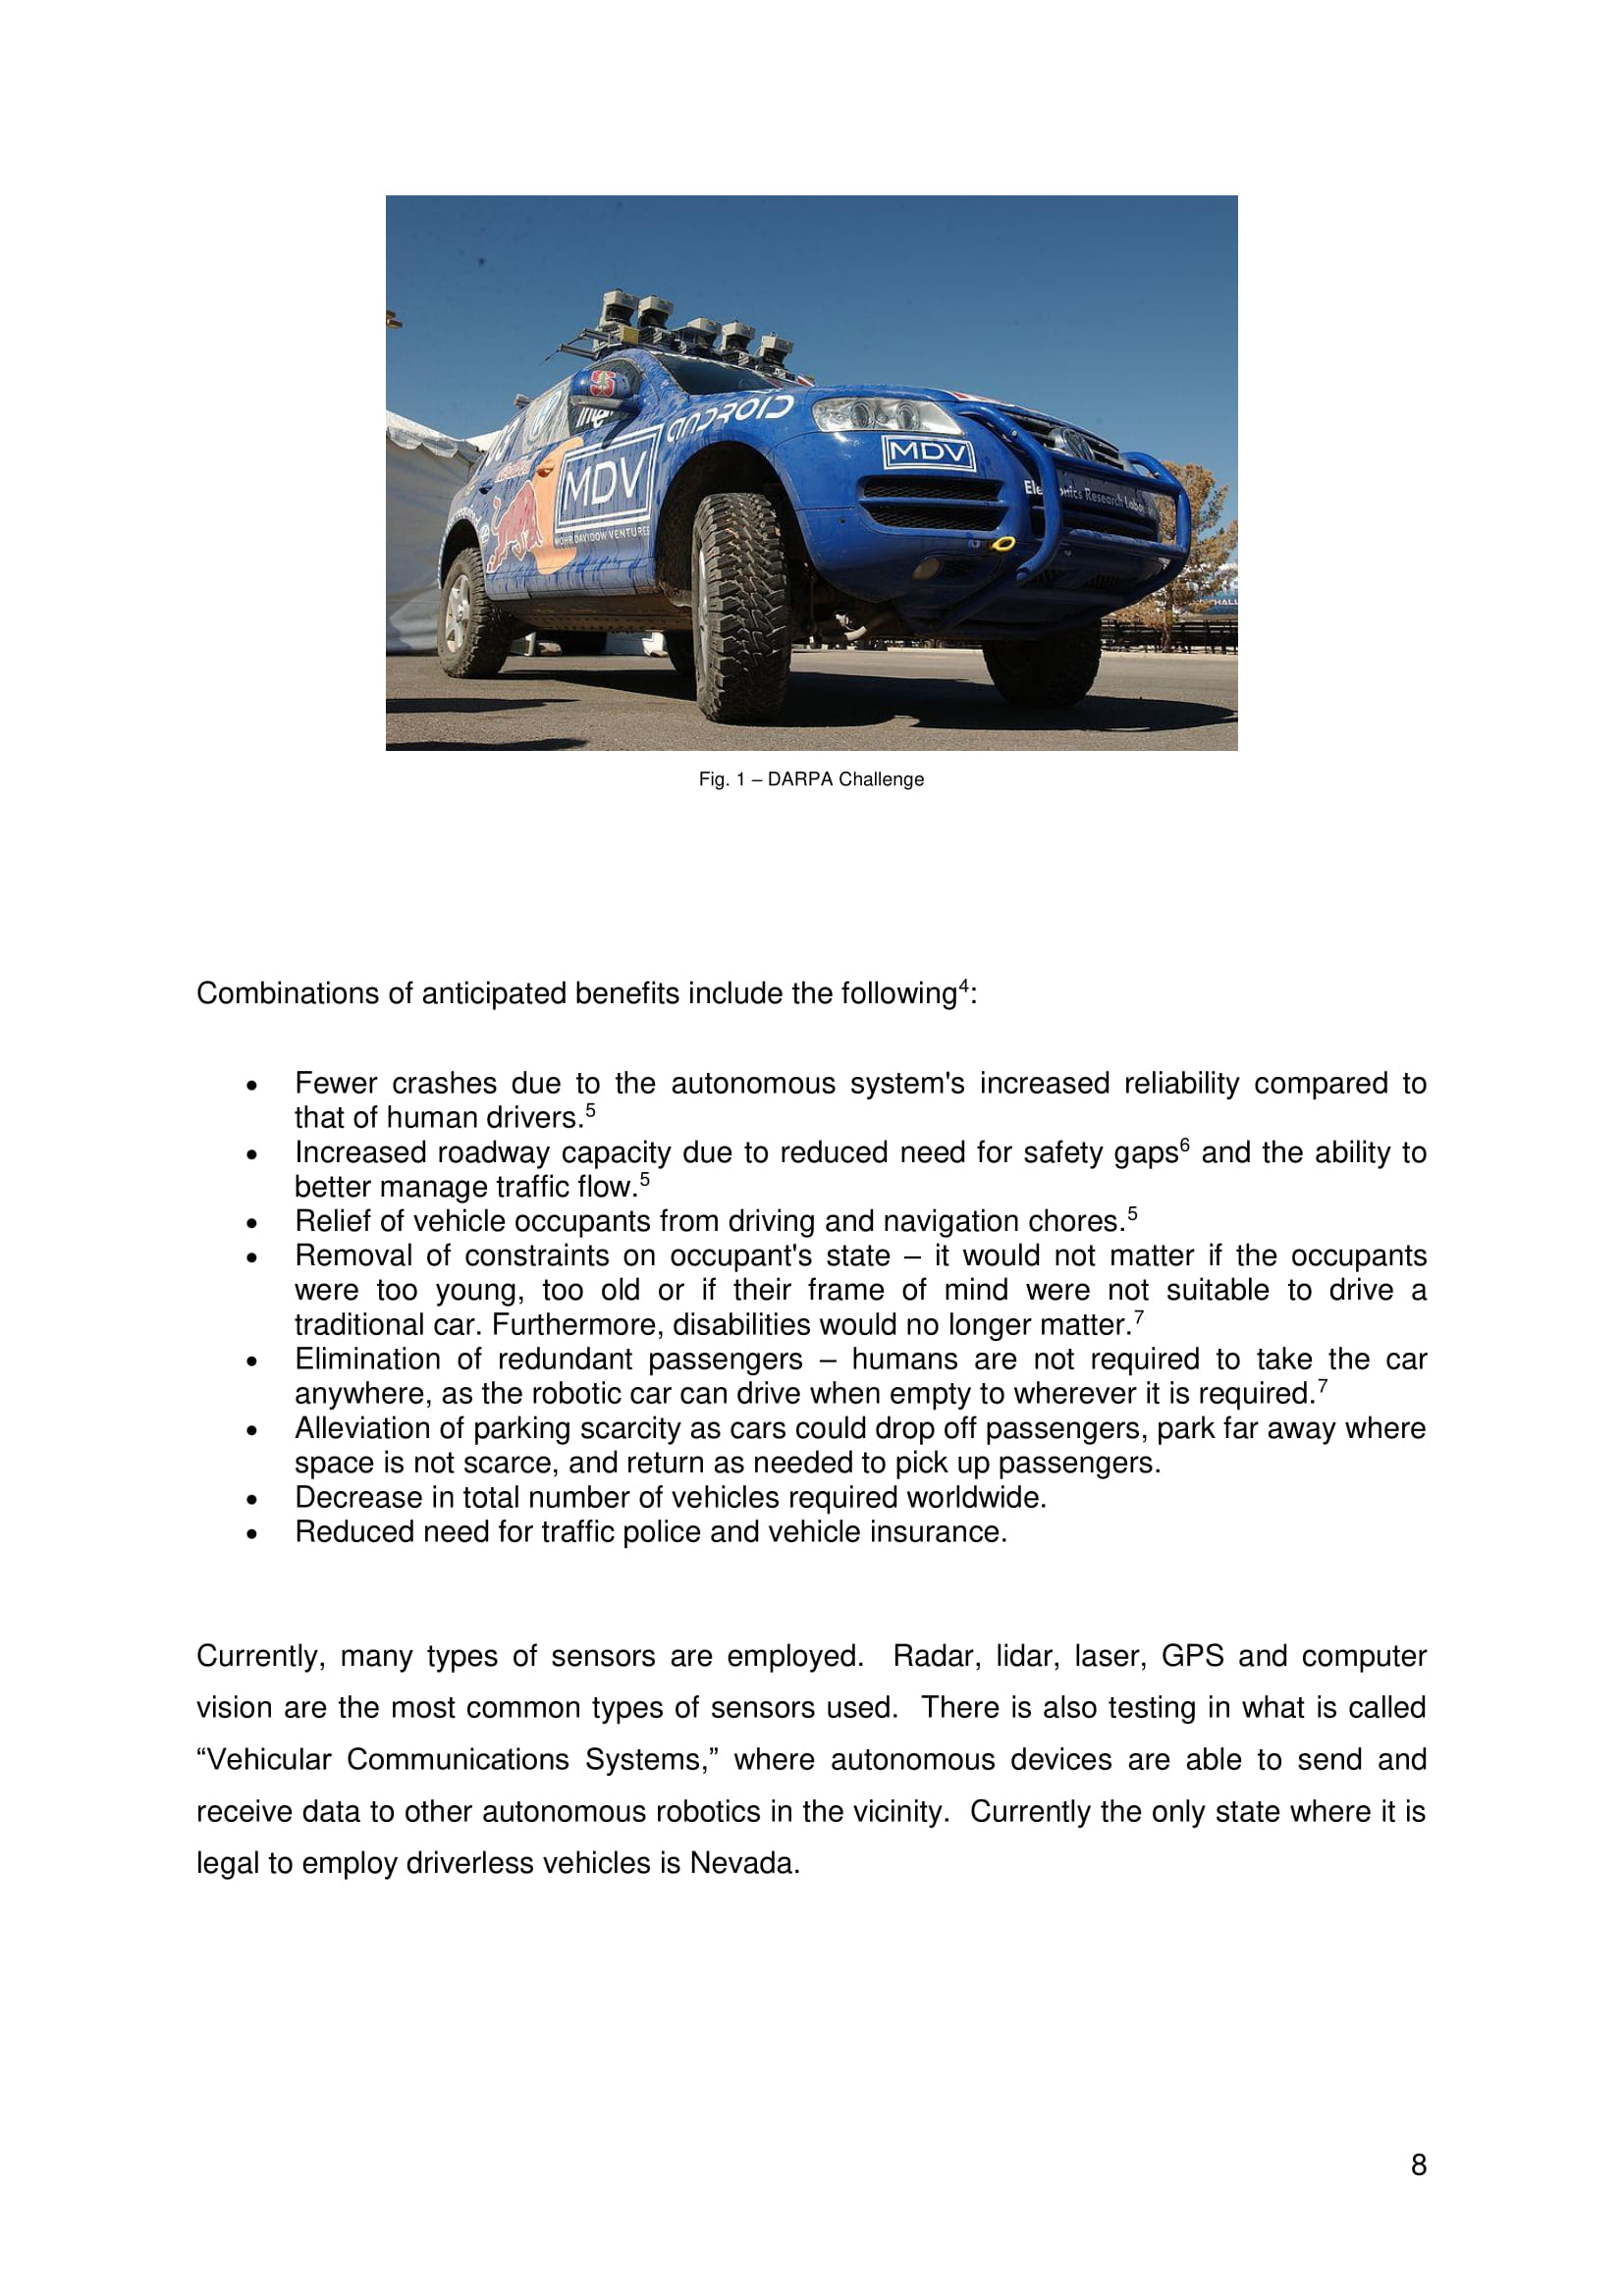 ANDROID
MDV
MDV
MOHR DAVIDOW VENTURES
Fig. 1 – DARPA Challenge
Combinations of anticipated benefits include the following4:
• Fewer crashes due to the autonomous system's increased reliability compared to
that of human drivers.5
• Increased roadway capacity due to reduced need for safety gaps6 and the ability to
better manage traffic flow.5
• Relief of vehicle occupants from driving and navigation chores.5
• Removal of constraints on occupant's state – it would not matter if the occupants
were too young, too old or if their frame of mind were not suitable to drive a
traditional car. Furthermore, disabilities would no longer matter.7
• Elimination of redundant passengers – humans are not required to take the car
anywhere, as the robotic car can drive when empty to wherever it is required.7
• Alleviation of parking scarcity as cars could drop off passengers, park far away where
space is not scarce, and return as needed to pick up passengers.
• Decrease in total number of vehicles required worldwide.
• Reduced need for traffic police and vehicle insurance.
Currently, many types of sensors are employed. Radar, lidar, laser, GPS and computer
vision are the most common types of sensors used. There is also testing in what is called
“Vehicular Communications Systems,” where autonomous devices are able to send and
receive data to other autonomous robotics in the vicinity. Currently the only state where it is
legal to employ driverless vehicles is Nevada.
8